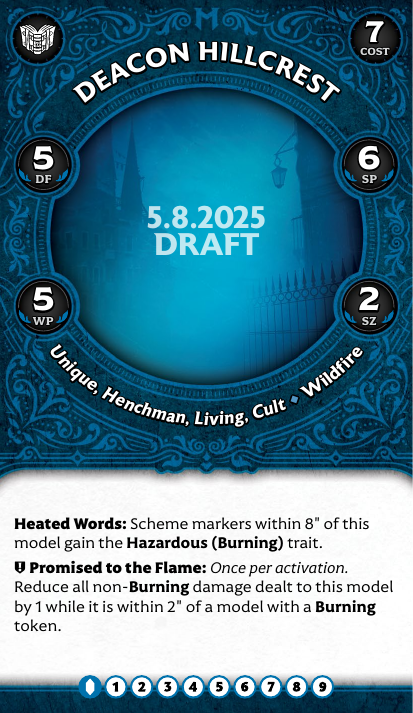 7
COST
DEACON HILLCREST
5
DF
6
SP
5.8.2025
DRAFT
5
WP
2
SZ
Unique, Henchman, Living, Cult ◆ Wildfire
Heated Words: Scheme markers within 8" of this
model gain the Hazardous (Burning) trait.
Promised to the Flame: Once per activation.
Reduce all non-Burning damage dealt to this model
by 1 while it is within 2" of a model with a Burning
token.
1 2 3 4 5 6 7 8 9